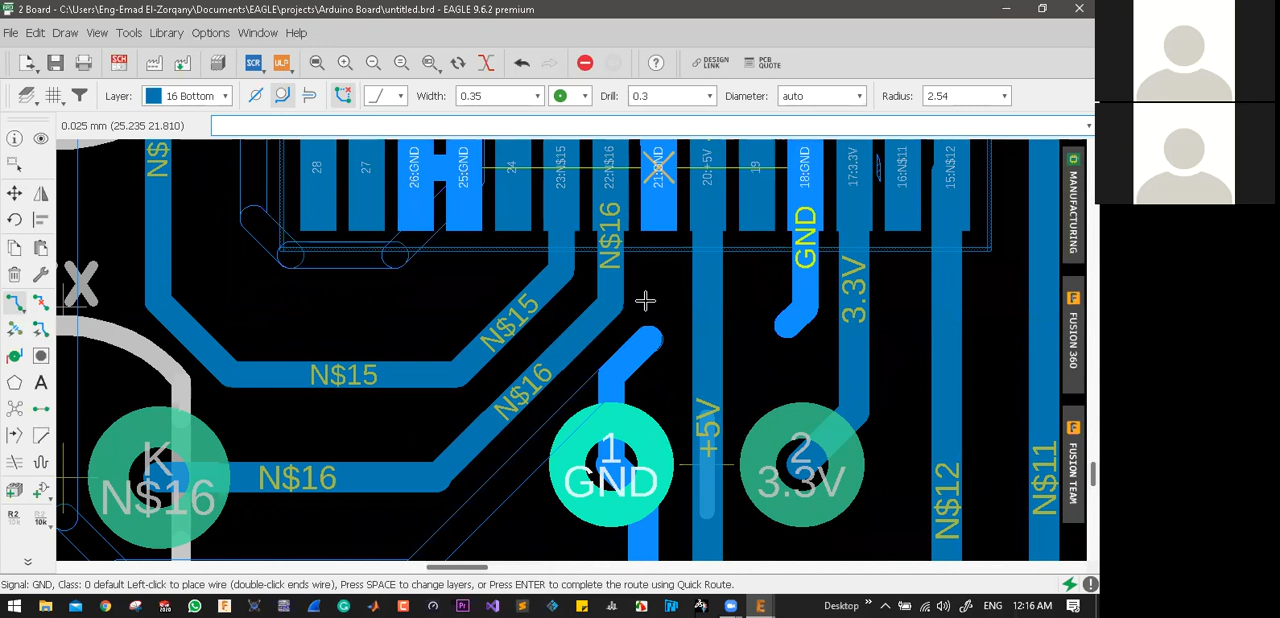 2 Board - C:\Users\Eng-Emad El-Zorqany\Documents\EAGLE\projects\Arduino Board\untitled.brd - EAGLE 9.6.2 premium
File Edit Draw View Tools Library Options Window Help
SCH SCR ULP DESIGN LINK PCB QUOTE
Layer: 16 Bottom Width: 0.35 Drill: 0.3 Diameter: auto Radius: 2.54
0.025 mm (25.235 21.810)
28 27 26:GND 25:GND 24 23:N$15 22:N$16 21:GND 20:+5V 19 18:GND 17:3.3V 16:N$11 15:N$12
N$
N$16
GND
3.3V
X
N$15
N$15
N$16
+5V
K
N$16
N$16
1
GND
2
3.3V
N$12
N$11
MANUFACTURING
FUSION 360
FUSION TEAM
R2
10k
R2
10k
Signal: GND, Class: 0 default Left-click to place wire (double-click ends wire), Press SPACE to change layers, or Press ENTER to complete the route using Quick Route.
Desktop ENG 12:16 AM